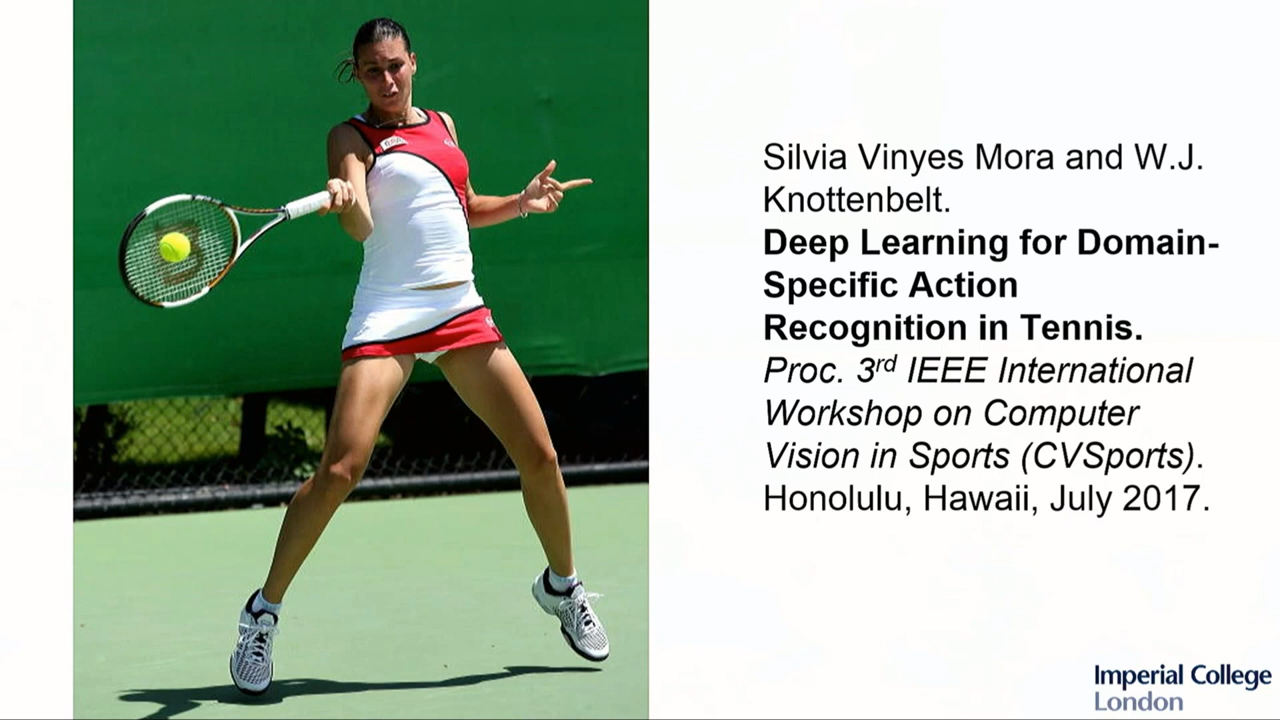 Silvia Vinyes Mora and W.J.
Knottenbelt.
Deep Learning for Domain-
Specific Action
Recognition in Tennis.
Proc. 3rd IEEE International
Workshop on Computer
Vision in Sports (CVSports).
Honolulu, Hawaii, July 2017.
Imperial College
London